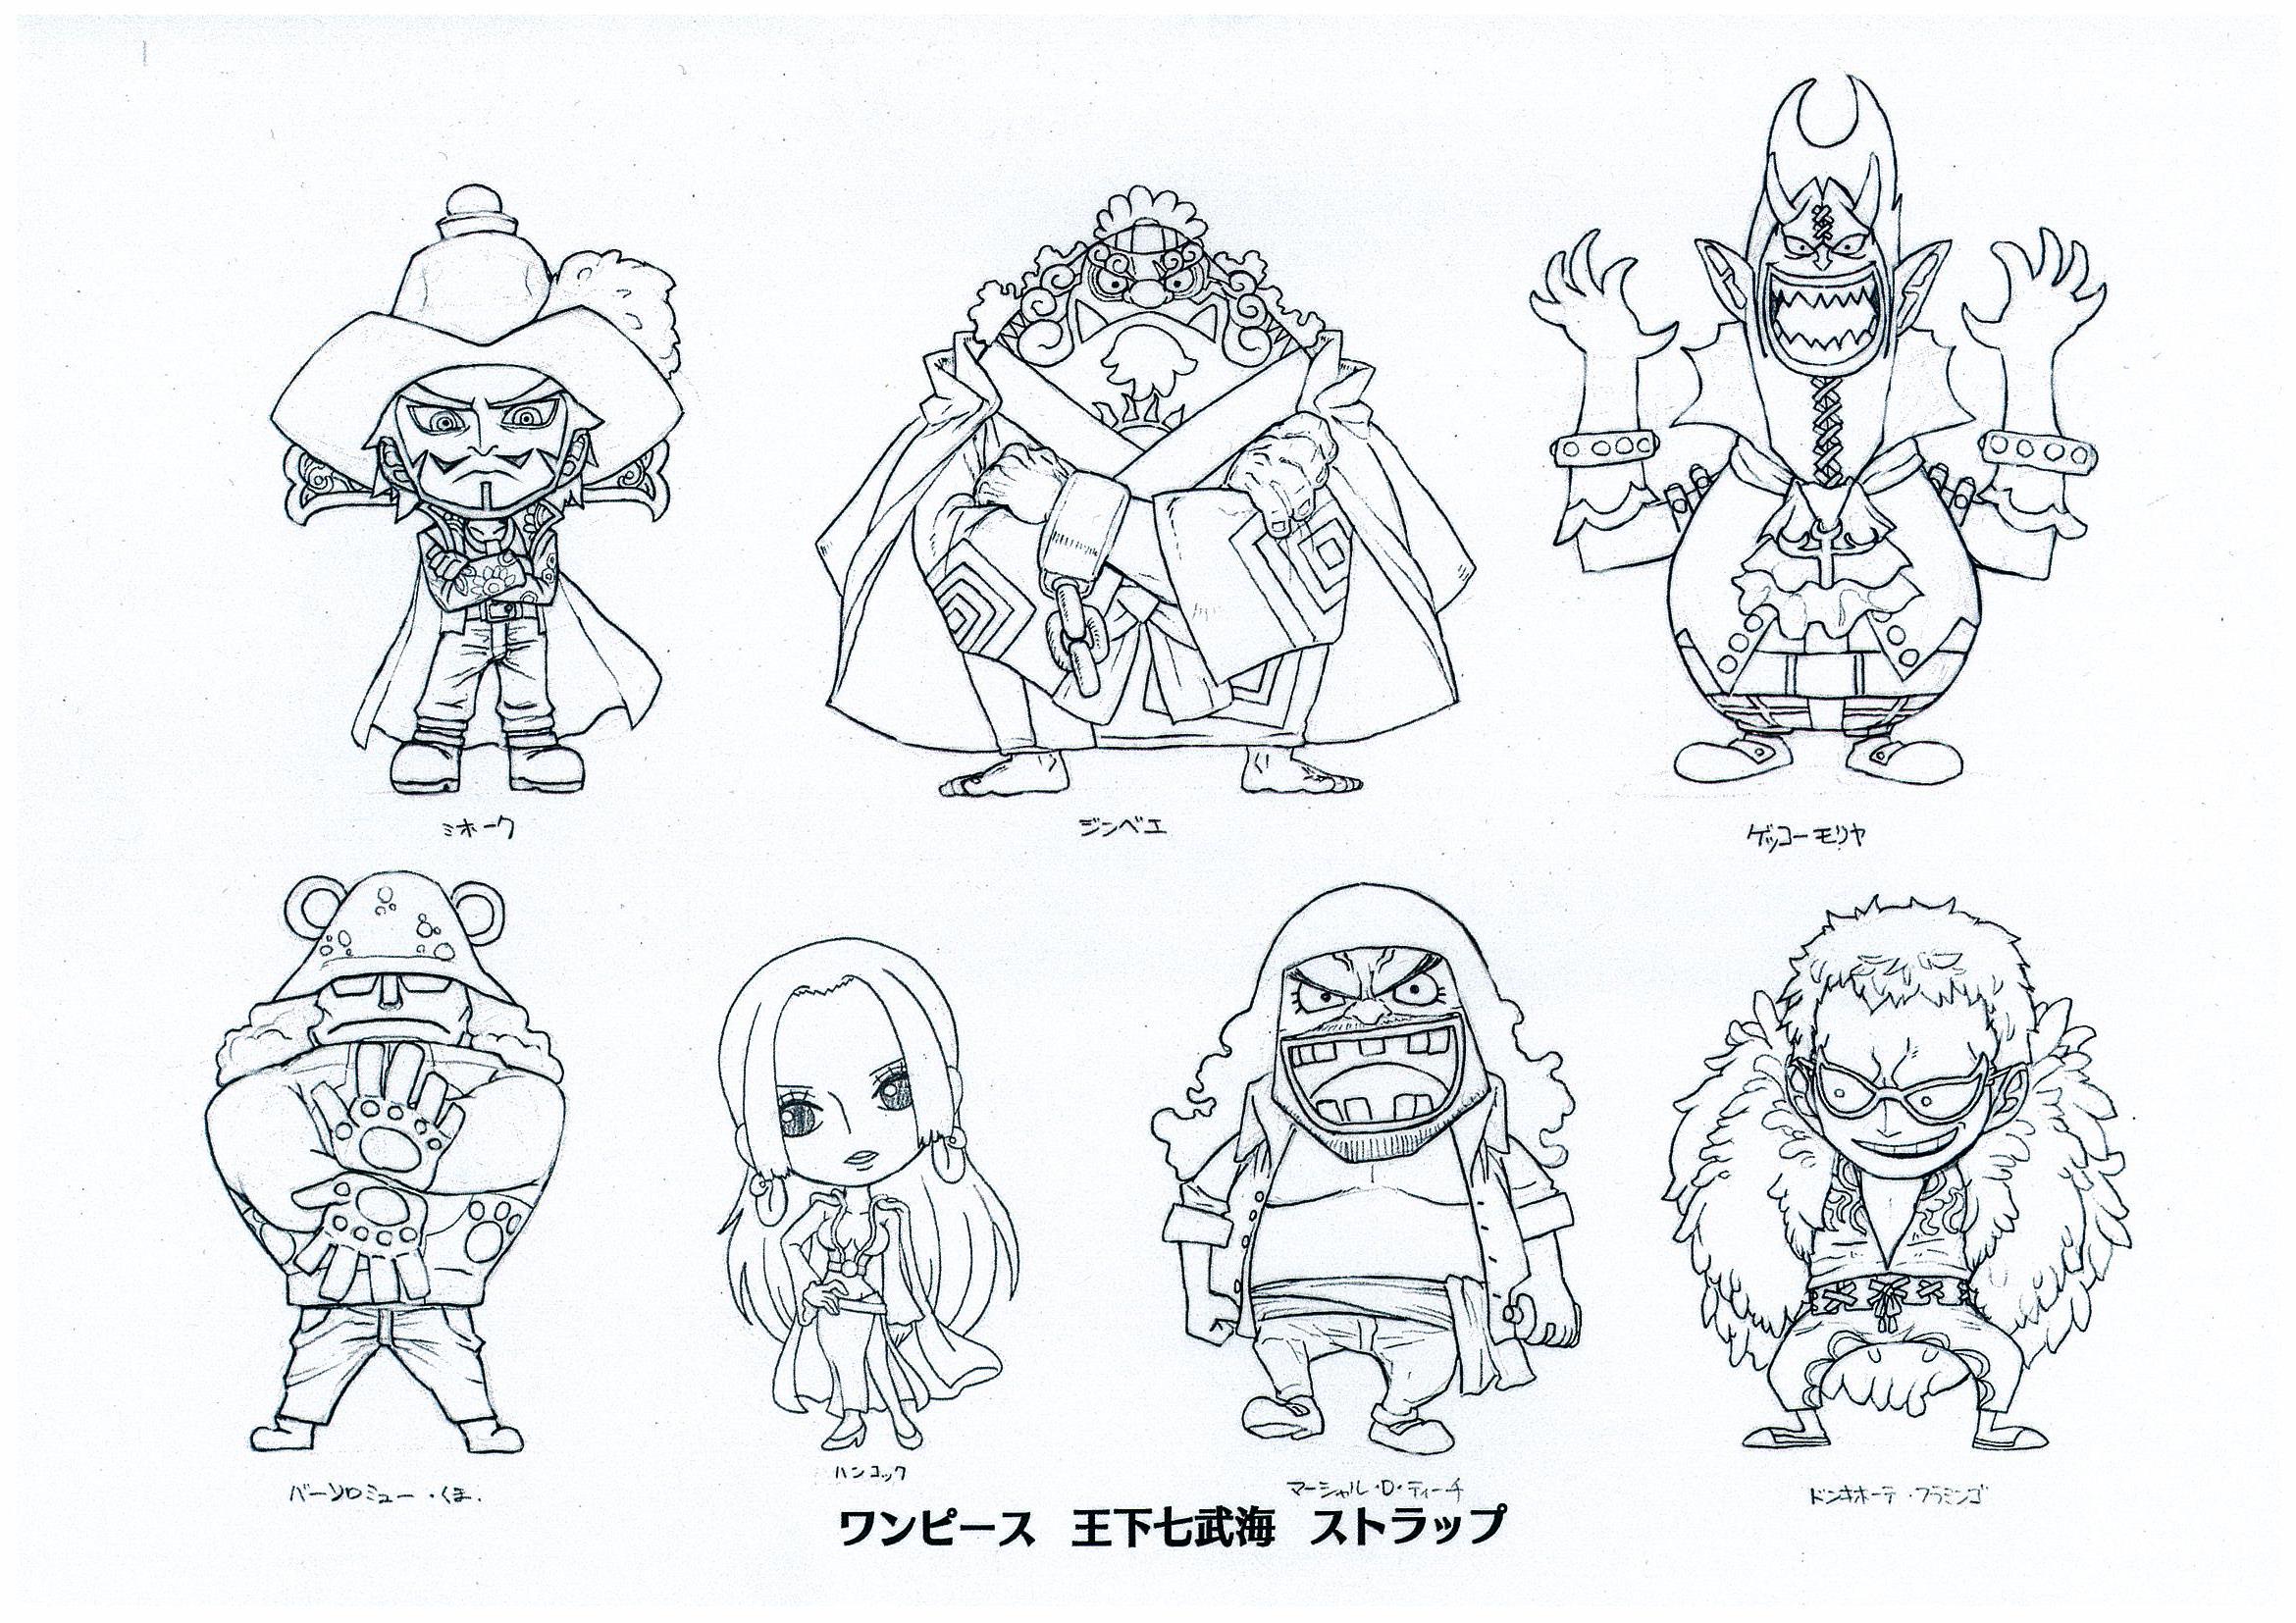 ミホーク
ジンベエ
ゲッコーモリヤ
バーソロミュー・くま.
ハンコック
マーシャル・D・ティーチ
ドンキホーテ・フラミンゴ
ワンピース 王下七武海 ストラップ